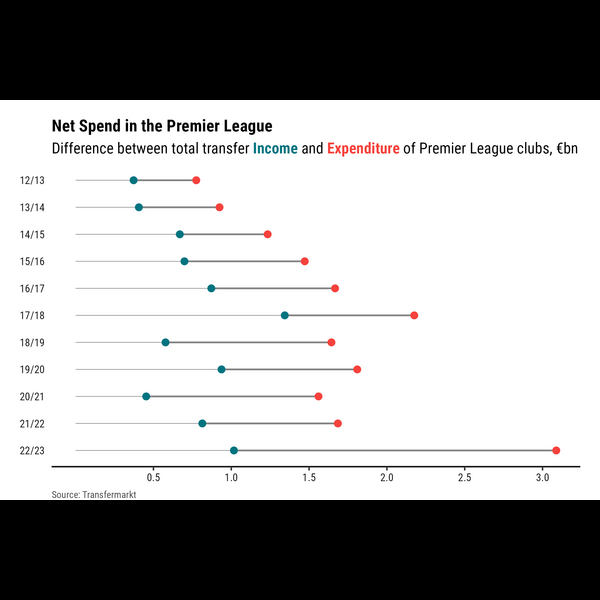 Net Spend in the Premier League
Difference between total transfer Income and Expenditure of Premier League clubs, €bn
12/13
13/14
14/15
15/16
16/17
17/18
18/19
19/20
20/21
21/22
22/23
0.5 1.0 1.5 2.0 2.5 3.0
Source: Transfermarkt